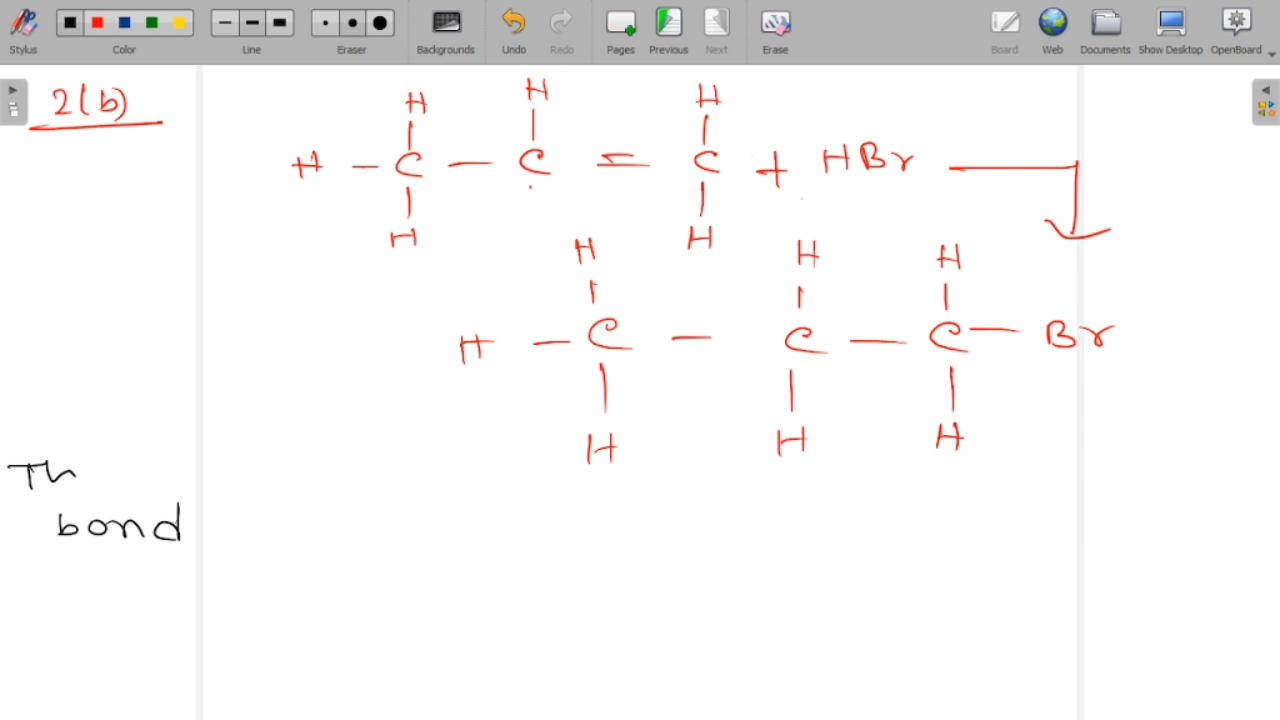 Stylus Color Line Eraser Backgrounds Undo Redo Pages Previous Next Erase Board Web Documents Show Desktop OpenBoard
2(b)
H H H
H — C — C = C + HBr
H H
H H H
H — C — C — C — Br
H H H
Th
bond